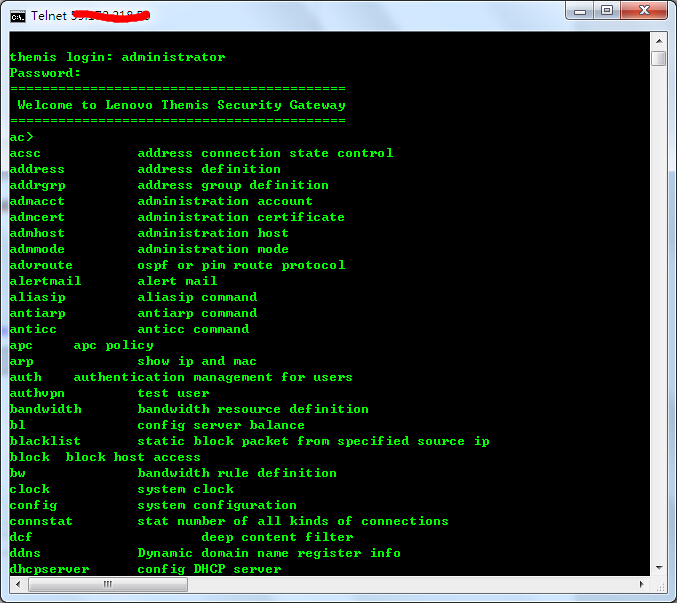 Telnet
themis login: administrator
Password:
==========================================
Welcome to Lenovo Themis Security Gateway
==========================================
ac>
acsc address connection state control
address address definition
addrgrp address group definition
admacct administration account
admcert administration certificate
admhost administration host
admmode administration mode
advroute ospf or pim route protocol
alertmail alert mail
aliasip aliasip command
antiarp antiarp command
anticc anticc command
apc apc policy
arp show ip and mac
auth authentication management for users
authvpn test user
bandwidth bandwidth resource definition
bl config server balance
blacklist static block packet from specified source ip
block block host access
bw bandwidth rule definition
clock system clock
config system configuration
connstat stat number of all kinds of connections
dcf deep content filter
ddns Dynamic domain name register info
dhcpserver config DHCP server